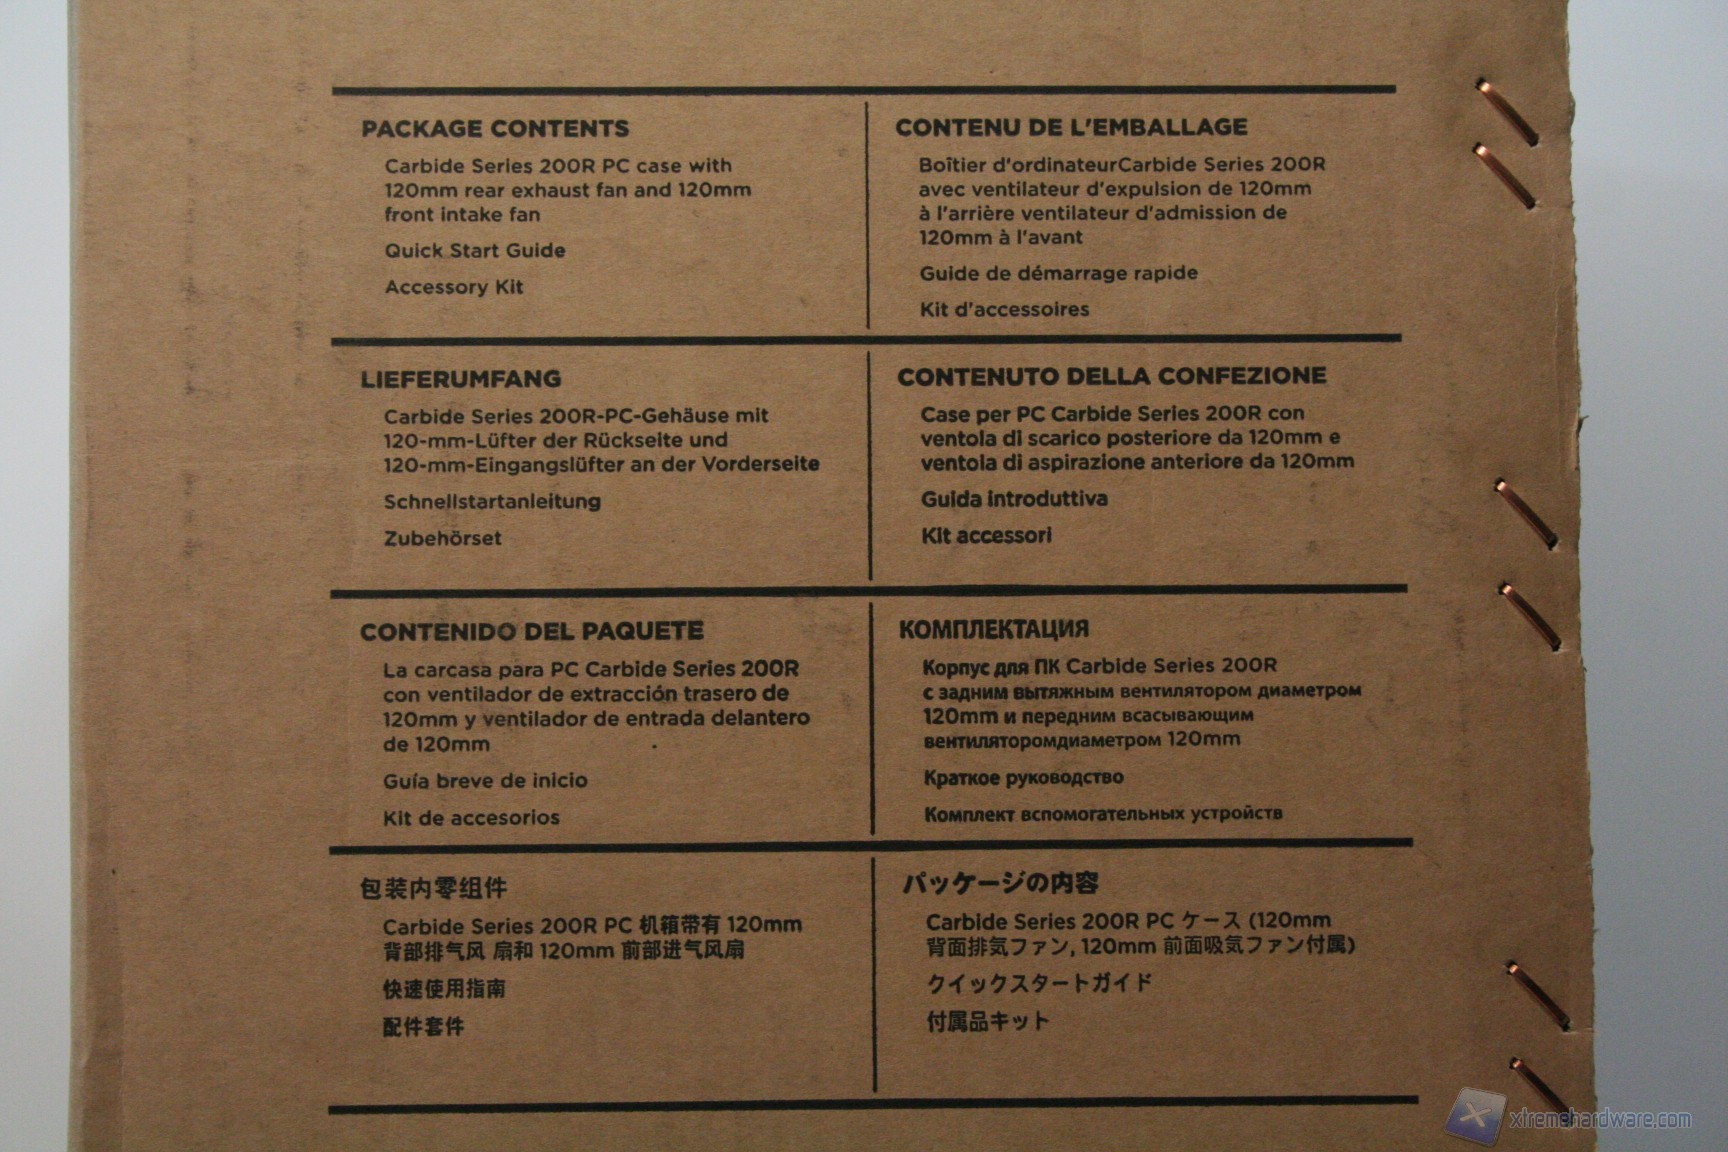 PACKAGE CONTENTS
Carbide Series 200R PC case with
120mm rear exhaust fan and 120mm
front intake fan
Quick Start Guide
Accessory Kit
CONTENU DE L'EMBALLAGE
Boîtier d'ordinateurCarbide Series 200R
avec ventilateur d'expulsion de 120mm
à l'arrière ventilateur d'admission de
120mm à l'avant
Guide de démarrage rapide
Kit d'accessoires
LIEFERUMFANG
Carbide Series 200R-PC-Gehäuse mit
120-mm-Lüfter der Rückseite und
120-mm-Eingangslüfter an der Vorderseite
Schnellstartanleitung
Zubehörset
CONTENUTO DELLA CONFEZIONE
Case per PC Carbide Series 200R con
ventola di scarico posteriore da 120mm e
ventola di aspirazione anteriore da 120mm
Guida introduttiva
Kit accessori
CONTENIDO DEL PAQUETE
La carcasa para PC Carbide Series 200R
con ventilador de extracción trasero de
120mm y ventilador de entrada delantero
de 120mm
Guía breve de inicio
Kit de accesorios
КОМПЛЕКТАЦИЯ
Корпус для ПК Carbide Series 200R
с задним вытяжным вентилятором диаметром
120mm и передним всасывающим
вентиляторомдиаметром 120mm
Краткое руководство
Комплект вспомогательных устройств
包装内零组件
Carbide Series 200R PC 机箱带有 120mm
背部排气风 扇和 120mm 前部进气风扇
快速使用指南
配件套件
パッケージの内容
Carbide Series 200R PC ケース (120mm
背面排気ファン, 120mm 前面吸気ファン付属)
クイックスタートガイド
付属品キット
xtremehardware.com